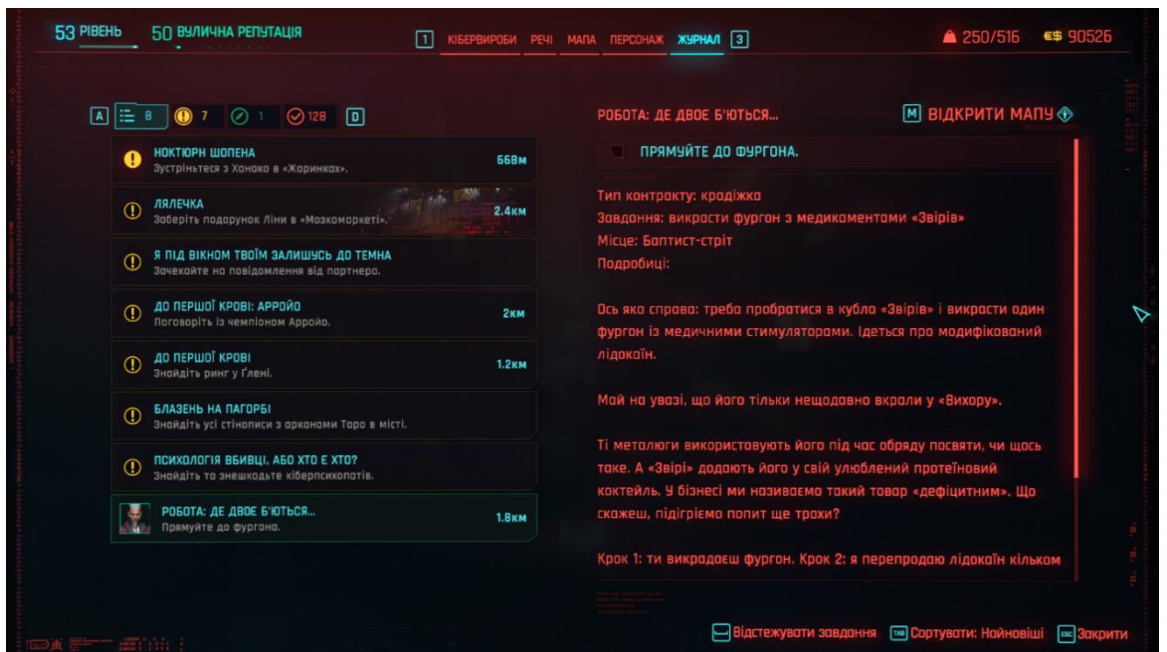 53 РІВЕНЬ
50 ВУЛИЧНА РЕПУТАЦІЯ
1 КІБЕРВИРОБИ РЕЧІ МАПА ПЕРСОНАЖ ЖУРНАЛ 3
250/516 €$ 90526
A 8 7 1 128 D
НОКТЮРН ШОПЕНА
Зустріньтеся з Ханако в «Жаринках».
668м
ЛЯЛЕЧКА
Заберіть подарунок Ліни в «Мозкомаркеті».
2.4км
Я ПІД ВІКНОМ ТВОЇМ ЗАЛИШУСЬ ДО ТЕМНА
Зачекайте на повідомлення від партнера.
ДО ПЕРШОЇ КРОВІ: АРРОЙО
Поговоріть із чемпіоном Арройо.
2км
ДО ПЕРШОЇ КРОВІ
Знайдіть ринг у Ґлені.
1.2км
БЛАЗЕНЬ НА ПАГОРБІ
Знайдіть усі стінописи з арканами Таро в місті.
ПСИХОЛОГІЯ ВБИВЦІ, АБО ХТО Є ХТО?
Знайдіть та знешкодьте кіберпсихопатів.
РОБОТА: ДЕ ДВОЕ Б'ЮТЬСЯ...
Прямуйте до фургона.
1.8км
РОБОТА: ДЕ ДВОЕ Б'ЮТЬСЯ...
M ВІДКРИТИ МАПУ
ПРЯМУЙТЕ ДО ФУРГОНА.
Тип контракту: крадіжка
Завдання: викрасти фургон з медикаментами «Звірів»
Місце: Баптист-стріт
Подробиці:
Ось яка справа: треба пробратися в кубло «Звірів» і викрасти один
фургон із медичними стимуляторами. Ідеться про модифікований
лідокаїн.
Май на увазі, що його тільки нещодавно вкрали у «Вихору».
Ті металюги використовують його під час обряду посвяти, чи щось
таке. А «Звірі» додають його у свій улюблений протеїновий
коктейль. У бізнесі ми називаємо такий товар «дефіцитним». Що
скажеш, підігріємо попит ще трохи?
Крок 1: ти викрадаєш фургон. Крок 2: я перепродаю лідокаїн кільком
Відстежувати завдання
TAB Сортувати: Найновіші
ESC Закрити